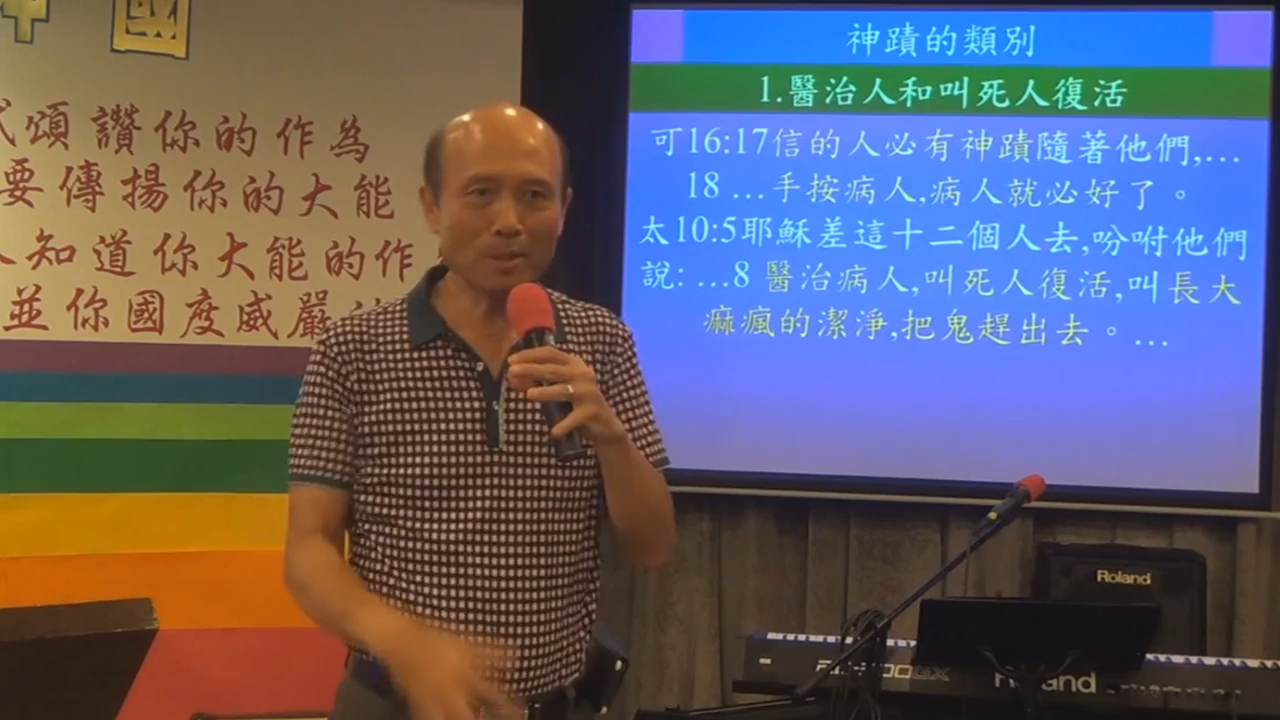 神國
頌讚你的作為
要傳揚你的大能
知道你大能的作
並你國度威嚴
神蹟的類別
1.醫治人和叫死人復活
可16:17信的人必有神蹟隨著他們,…
18 …手按病人,病人就必好了。
太10:5耶穌差這十二個人去,吩咐他們
說: …8 醫治病人,叫死人復活,叫長大
痲瘋的潔淨,把鬼趕出去。…
Roland
Roland